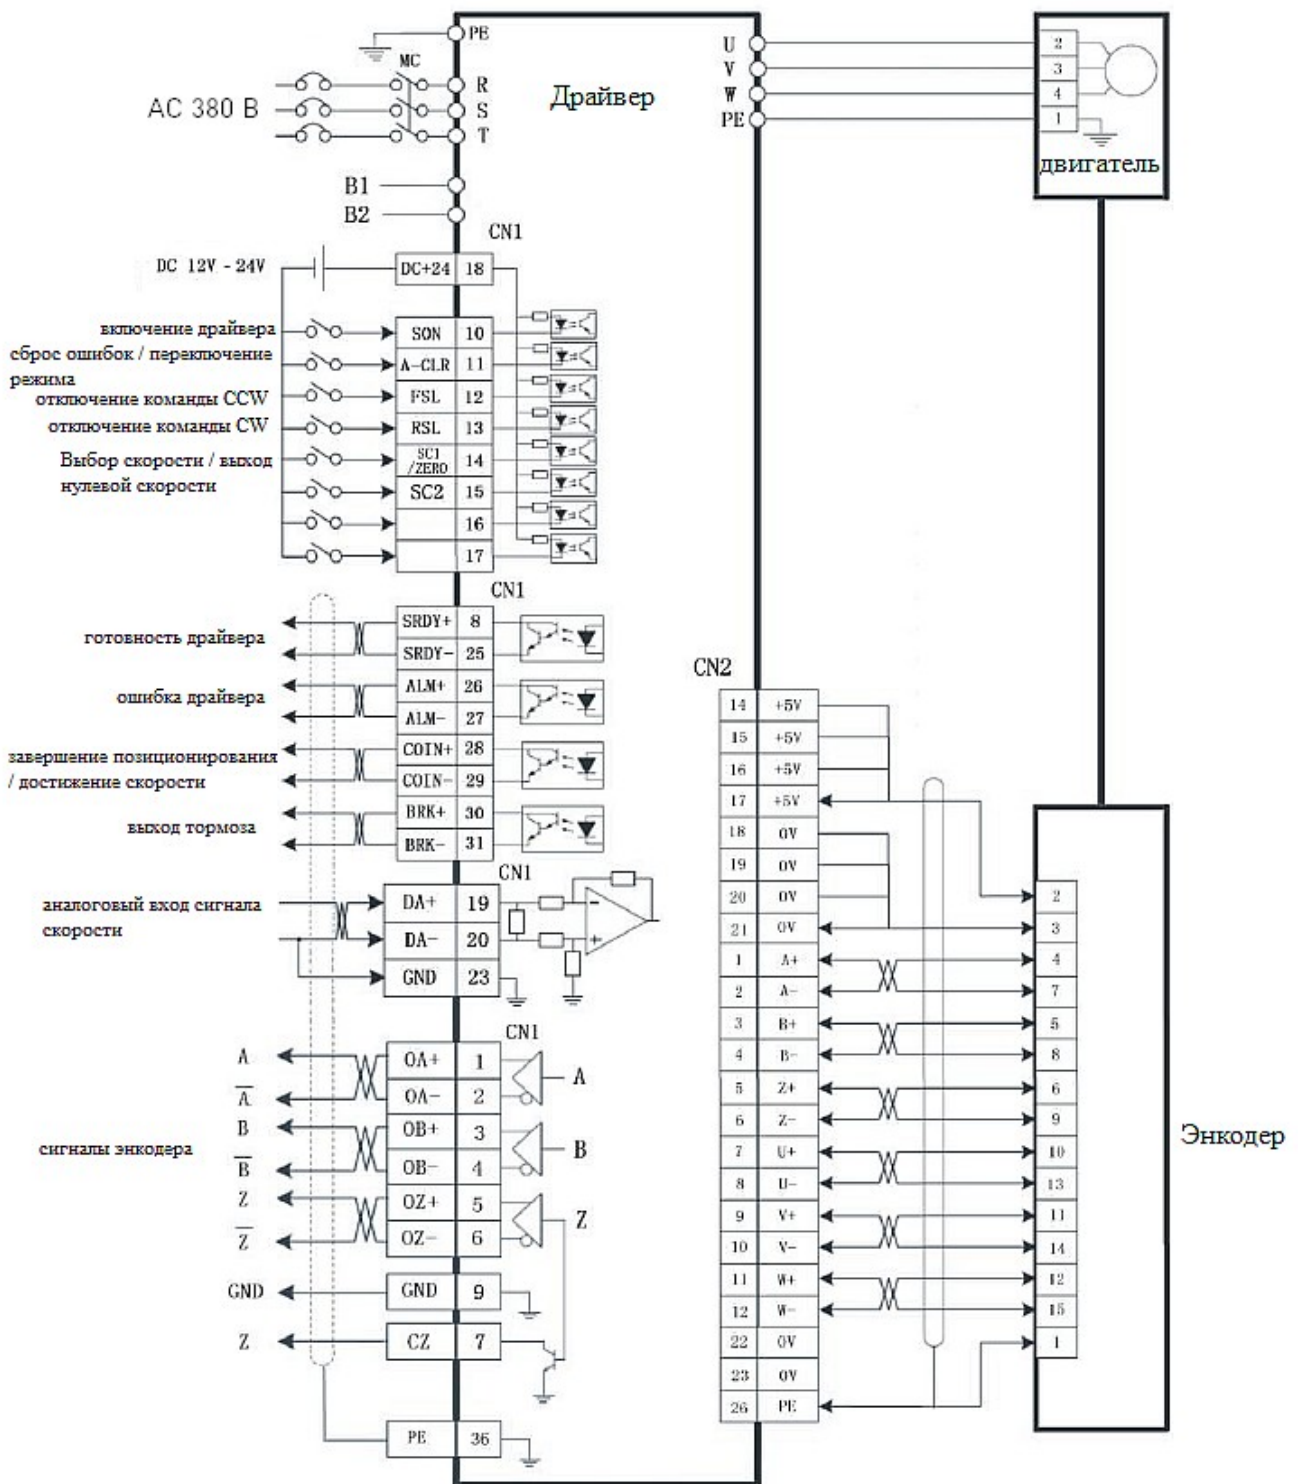 PE
MC
AC 380 В
R
S
T
B1
B2
Драйвер
U
V
W
PE
2
3
4
1
двигатель
CN1
DC 12V - 24V
DC+24 18
включение драйвера
SON 10
сброс ошибок / переключение
режима
A-CLR 11
отключение команды CCW
FSL 12
отключение команды CW
RSL 13
Выбор скорости / выход
нулевой скорости
SC1
/ZERO 14
SC2 15
16
17
CN1
готовность драйвера
SRDY+ 8
SRDY- 25
ошибка драйвера
ALM+ 26
ALM- 27
завершение позиционирования
/ достижение скорости
COIN+ 28
COIN- 29
выход тормоза
BRK+ 30
BRK- 31
CN1
аналоговый вход сигнала
скорости
DA+ 19
DA- 20
GND 23
- 
+
CN1
сигналы энкодера
A OA+ 1
A OA- 2
A
B OB+ 3
B OB- 4
B
Z OZ+ 5
Z OZ- 6
Z
GND GND 9
Z CZ 7
PE 36
CN2
14 +5V
15 +5V
16 +5V
17 +5V
18 0V
19 0V
20 0V
21 0V
1 A+
2 A-
3 B+
4 B-
5 Z+
6 Z-
7 U+
8 U-
9 V+
10 V-
11 W+
12 W-
22 0V
23 0V
26 PE
2
3
4
7
5
8
6
9
10
13
11
14
12
15
1
Энкодер